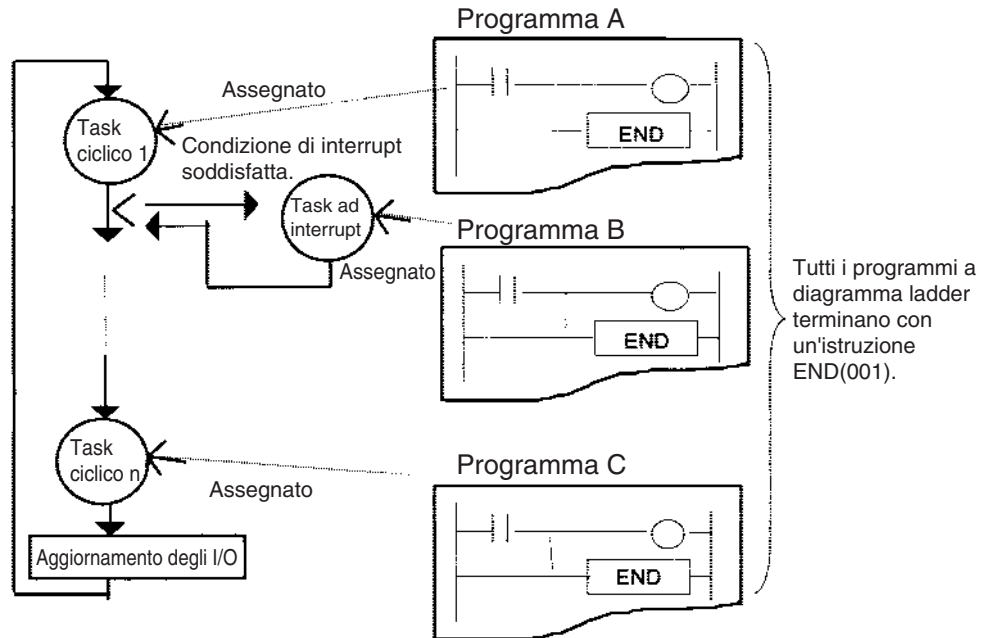 Programma A
Assegnato
END
Task
ciclico 1
Condizione di interrupt
soddisfatta.
Task ad
interrupt
Programma B
Assegnato
END
Tutti i programmi a
diagramma ladder
terminano con
un'istruzione
END(001).
Task
ciclico n
Programma C
Assegnato
Aggiornamento degli I/O
END